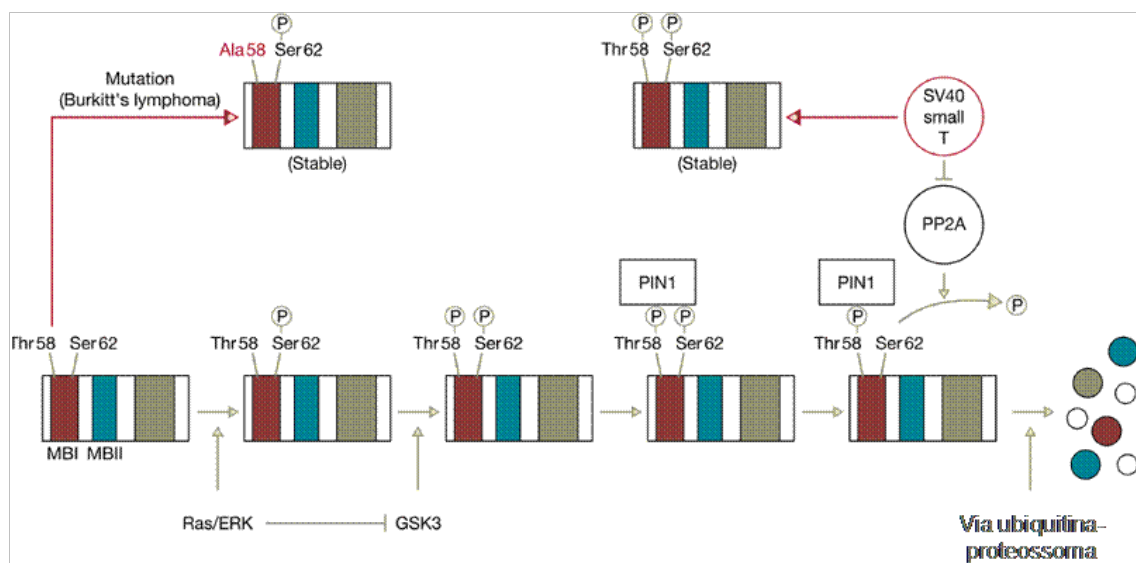 P
P
P
Ala 58
Ser 62
Thr 58
Ser 62
Mutation
(Burkitt's lymphoma)
SV40
small
T
(Stable)
(Stable)
PP2A
PIN1
PIN1
P
P
P
P
P
P
P
P
Thr 58
Ser 62
Thr 58
Ser 62
Thr 58
Ser 62
Thr 58
Ser 62
Thr 58
Ser 62
MBI
MBII
Ras/ERK
GSK3
Via ubiquitina-
proteossoma